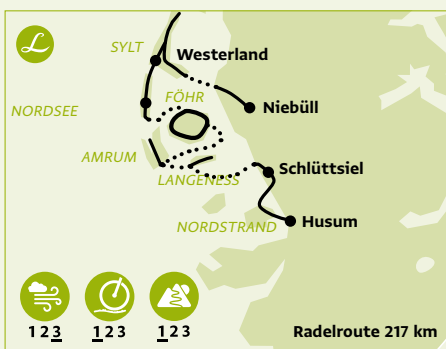 L
SYLT
Westerland
FÖHR
NORDSEE
Niebüll
AMRUM
LANGENESS
Schlüttsiel
NORDSTRAND
Husum
1 2 3
1 2 3
1 2 3
Radelroute 217 km